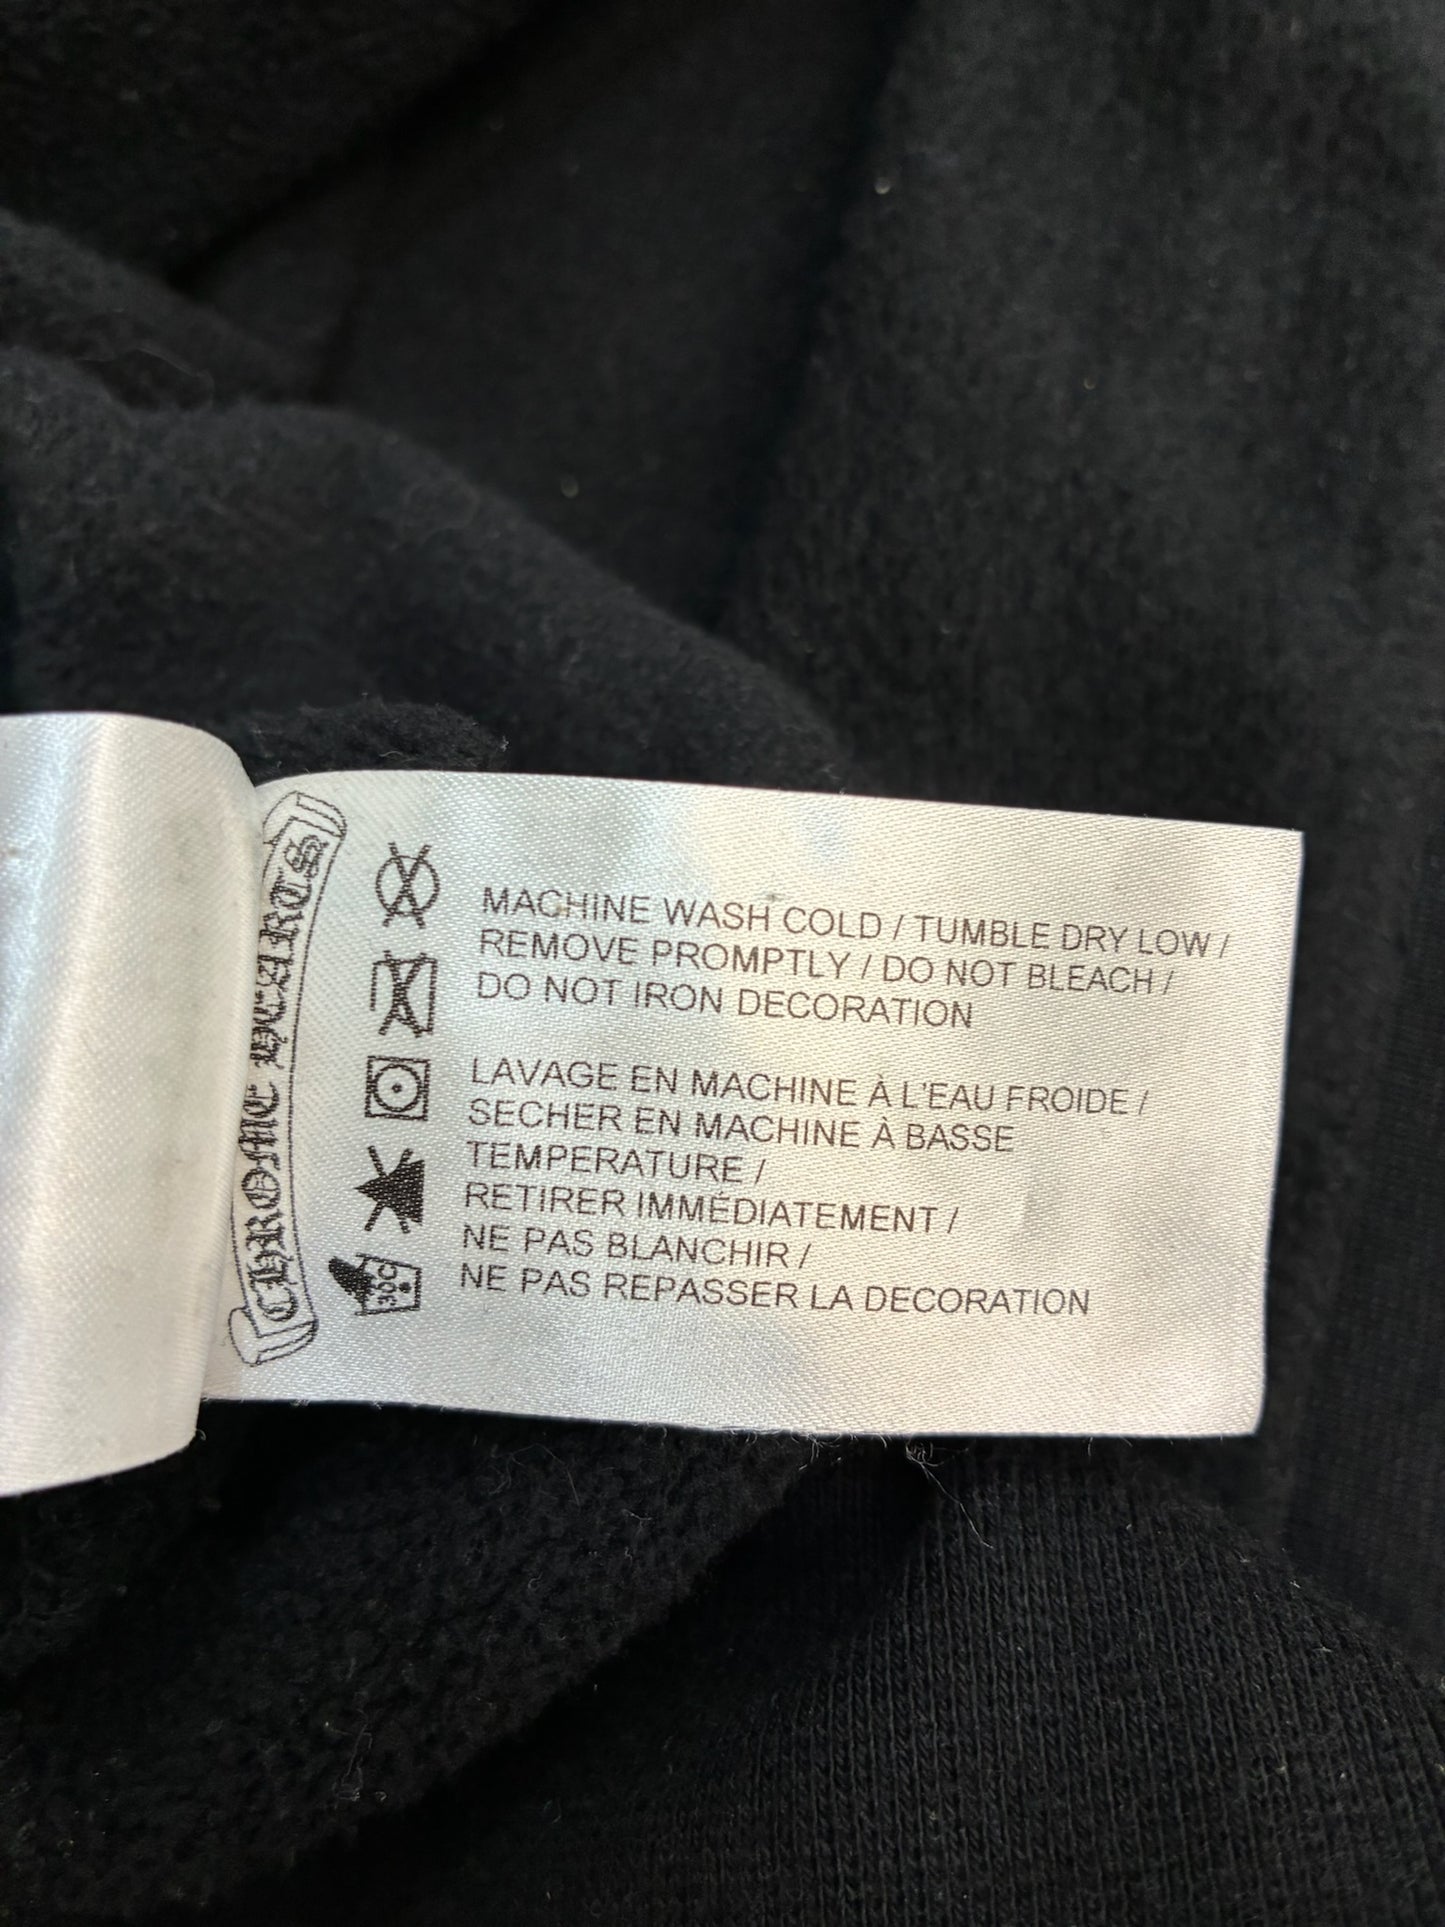 CHROME HEARTS
MACHINE WASH COLD / TUMBLE DRY LOW /
REMOVE PROMPTLY / DO NOT BLEACH /
DO NOT IRON DECORATION
LAVAGE EN MACHINE À L'EAU FROIDE /
SECHER EN MACHINE À BASSE
TEMPERATURE /
RETIRER IMMÉDIATEMENT /
NE PAS BLANCHIR /
NE PAS REPASSER LA DECORATION
30C